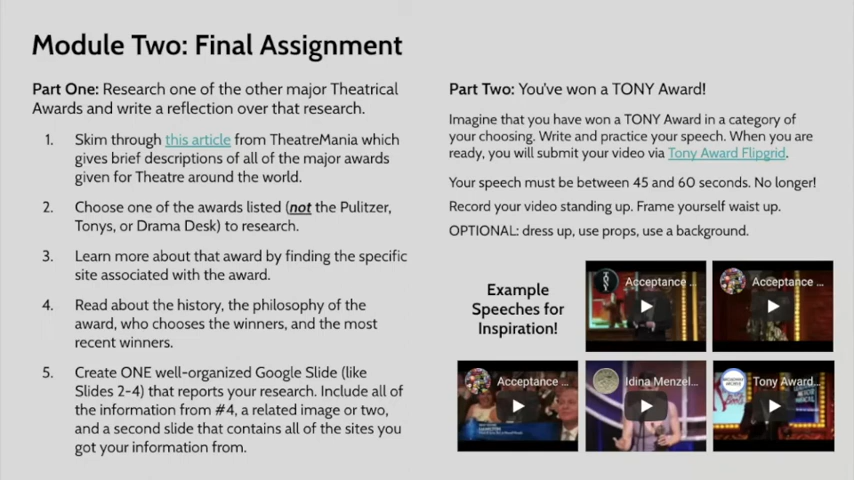 Module Two: Final Assignment
Part One: Research one of the other major Theatrical
Awards and write a reflection over that research.
1. Skim through this article from TheatreMania which
gives brief descriptions of all of the major awards
given for Theatre around the world.
2. Choose one of the awards listed (not the Pulitzer,
Tonys, or Drama Desk) to research.
3. Learn more about that award by finding the specific
site associated with the award.
4. Read about the history, the philosophy of the
award, who chooses the winners, and the most
recent winners.
5. Create ONE well-organized Google Slide (like
Slides 2-4) that reports your research. Include all of
the information from #4, a related image or two,
and a second slide that contains all of the sites you
got your information from.
Part Two: You've won a TONY Award!
Imagine that you have won a TONY Award in a category of
your choosing. Write and practice your speech. When you are
ready, you will submit your video via Tony Award Flipgrid.
Your speech must be between 45 and 60 seconds. No longer!
Record your video standing up. Frame yourself waist up.
OPTIONAL: dress up, use props, use a background.
Example
Speeches for
Inspiration!
Acceptance ...
Acceptance ...
Acceptance ...
Idina Menzel...
Tony Award...